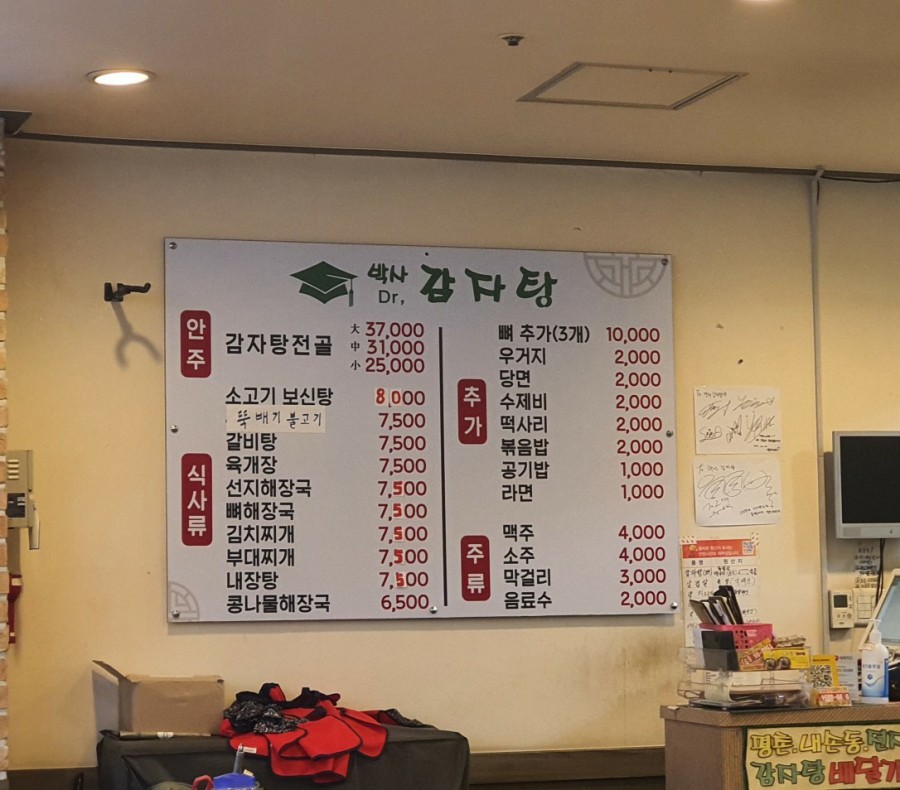 박사 감자탕
Dr,
안주
감자탕전골 大 37,000
中 31,000
小 25,000
식사류
소고기 보신탕 8,000
뚝배기불고기 7,500
갈비탕 7,500
육개장 7,500
선지해장국 7,500
뼈해장국 7,500
김치찌개 7,500
부대찌개 7,500
내장탕 7,500
콩나물해장국 6,500
추가
뼈 추가(3개) 10,000
우거지 2,000
당면 2,000
수제비 2,000
떡사리 2,000
볶음밥 2,000
공기밥 1,000
라면 1,000
주류
맥주 4,000
소주 4,000
막걸리 3,000
음료수 2,000
평촌.내손동.
감자탕 배달